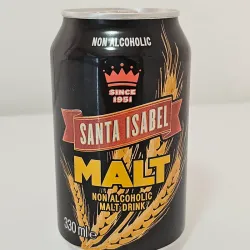 NON ALCOHOLIC
SINCE
1951
SANTA ISABEL
MALT
NON ALCOHOLIC
MALT DRINK
330 ml ℮